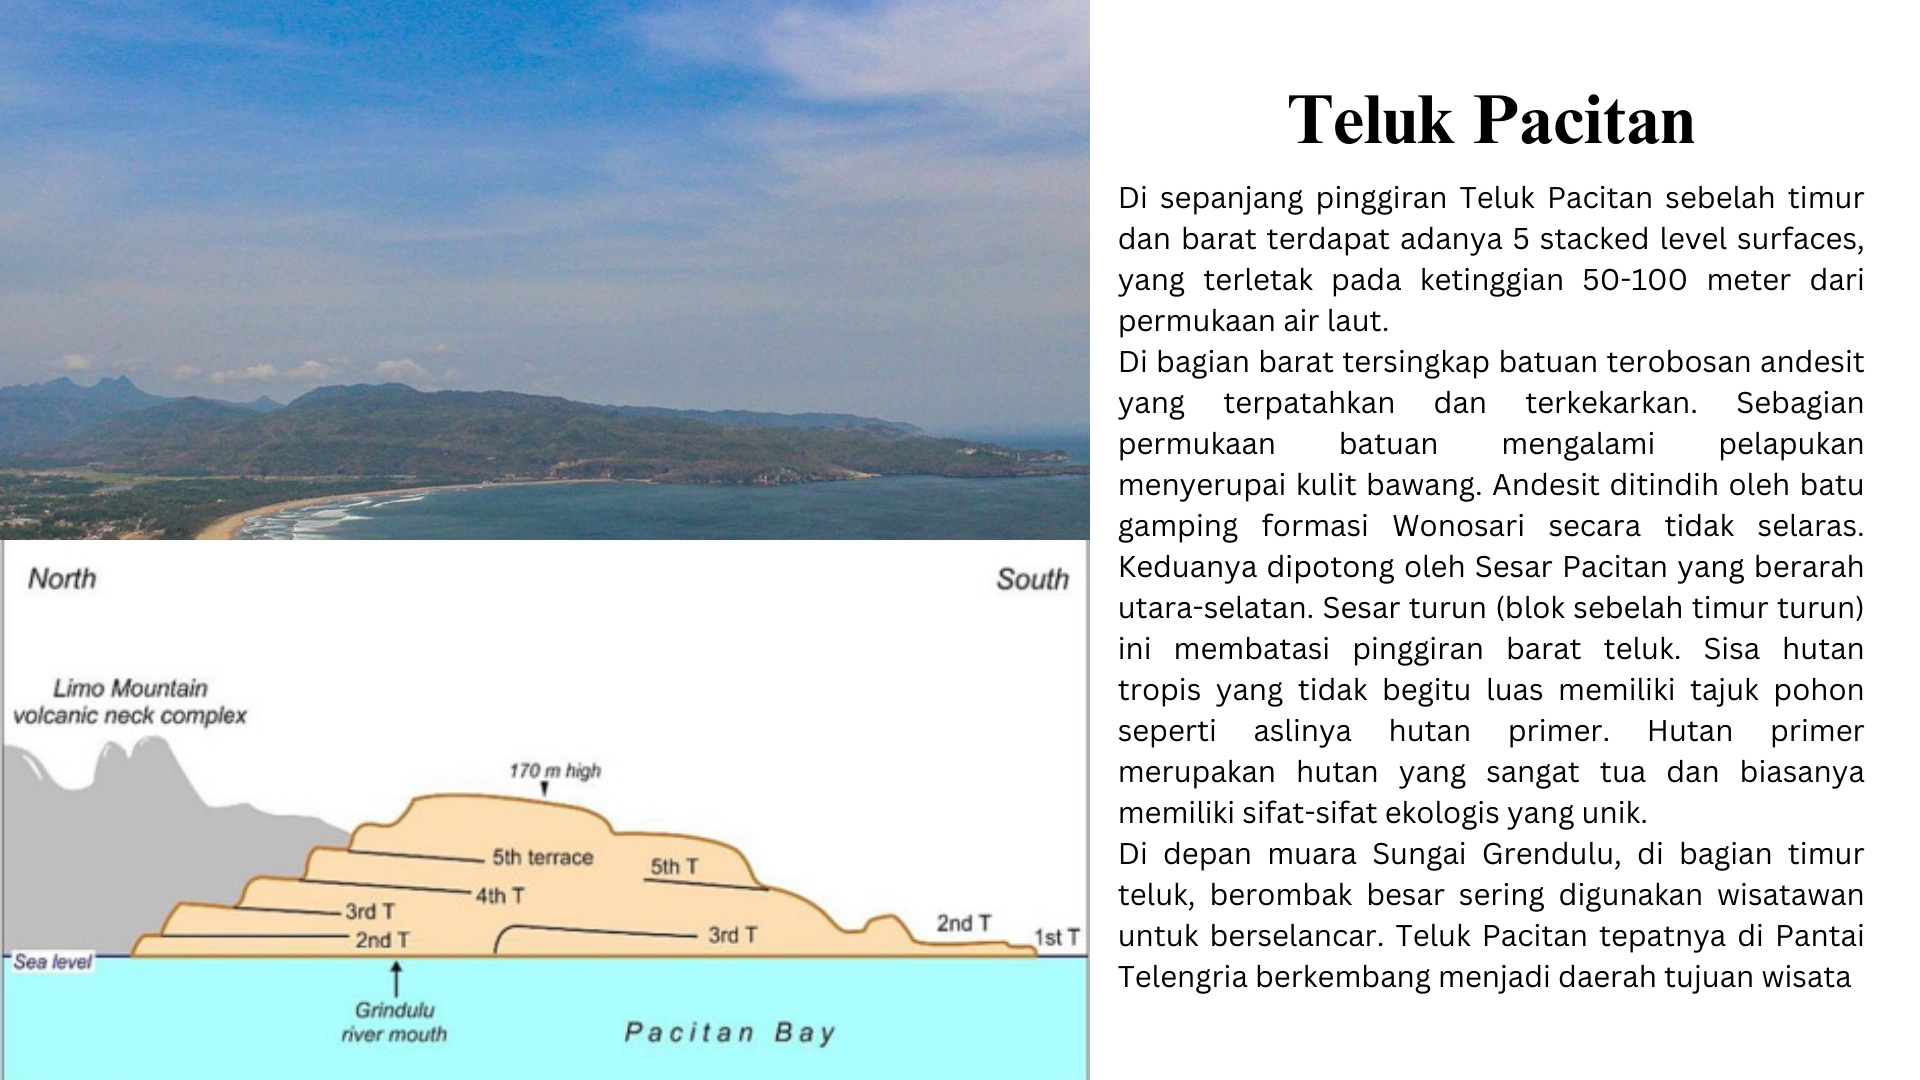 Teluk Pacitan
Di sepanjang pinggiran Teluk Pacitan sebelah timur
dan barat terdapat adanya 5 stacked level surfaces,
yang terletak pada ketinggian 50-100 meter dari
permukaan air laut.
Di bagian barat tersingkap batuan terobosan andesit
yang terpatahkan dan terkekarkan. Sebagian
permukaan batuan mengalami pelapukan
menyerupai kulit bawang. Andesit ditindih oleh batu
gamping formasi Wonosari secara tidak selaras.
Keduanya dipotong oleh Sesar Pacitan yang berarah
utara-selatan. Sesar turun (blok sebelah timur turun)
ini membatasi pinggiran barat teluk. Sisa hutan
tropis yang tidak begitu luas memiliki tajuk pohon
seperti aslinya hutan primer. Hutan primer
merupakan hutan yang sangat tua dan biasanya
memiliki sifat-sifat ekologis yang unik.
Di depan muara Sungai Grendulu, di bagian timur
teluk, berombak besar sering digunakan wisatawan
untuk berselancar. Teluk Pacitan tepatnya di Pantai
Telengria berkembang menjadi daerah tujuan wisata
North
South
Limo Mountain
volcanic neck complex
170 m high
5th terrace
5th T
4th T
3rd T
2nd T
3rd T
2nd T
1st T
Sea level
Grindulu
river mouth
Pacitan Bay